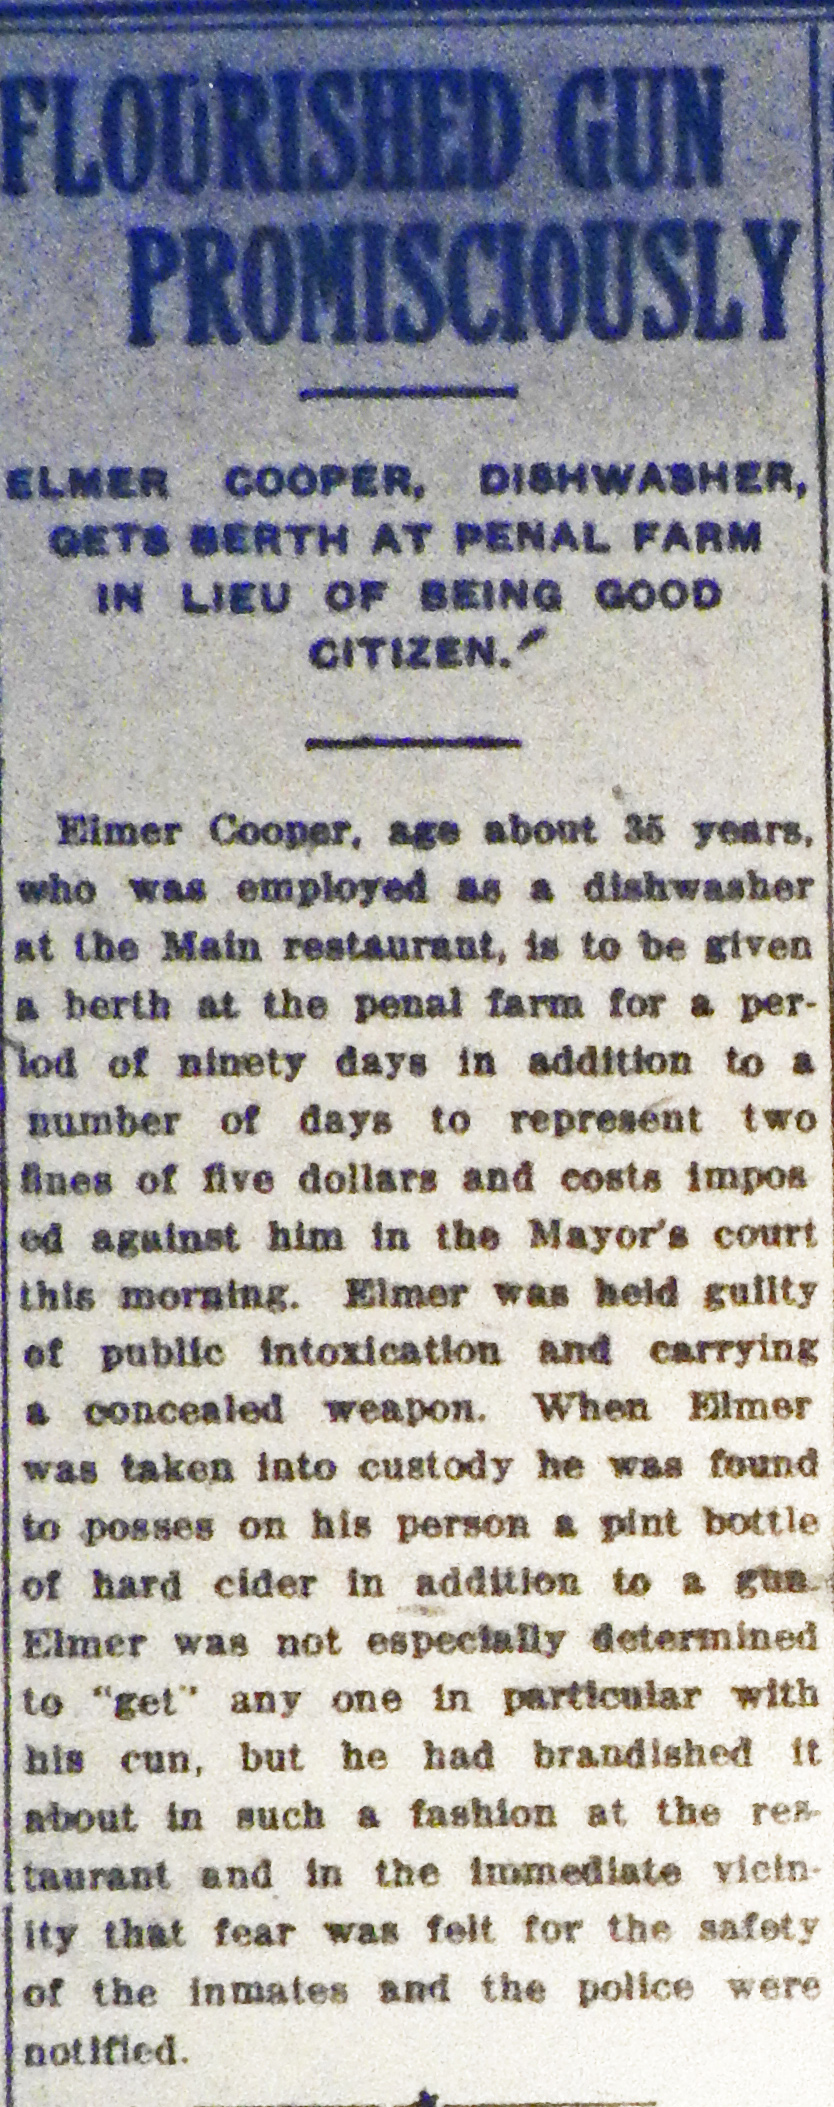 FLOURISHED GUN
PROMISCIOUSLY
ELMER COOPER, DISHWASHER,
GETS BERTH AT PENAL FARM
IN LIEU OF BEING GOOD
CITIZEN.
Elmer Cooper, age about 35 years,
who was employed as a dishwasher
at the Main restaurant, is to be given
a berth at the penal farm for a per-
iod of ninety days in addition to a
number of days to represent two
fines of five dollars and costs impos
ed against him in the Mayor's court
this morning. Elmer was held guilty
of public intoxication and carrying
a concealed weapon. When Elmer
was taken into custody he was found
to posses on his person a pint bottle
of hard cider in addition to a gun.
Elmer was not especially determined
to "get" any one in particular with
his cun, but he had brandished it
about in such a fashion at the res-
taurant and in the immediate vicin-
ity that fear was felt for the safety
of the inmates and the police were
notified.